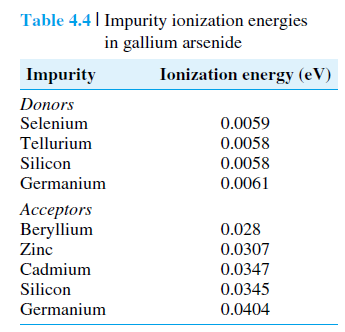 Table 4.4 | Impurity ionization energies
in gallium arsenide
Impurity Ionization energy (eV)
Donors
Selenium 0.0059
Tellurium 0.0058
Silicon 0.0058
Germanium 0.0061
Acceptors
Beryllium 0.028
Zinc 0.0307
Cadmium 0.0347
Silicon 0.0345
Germanium 0.0404